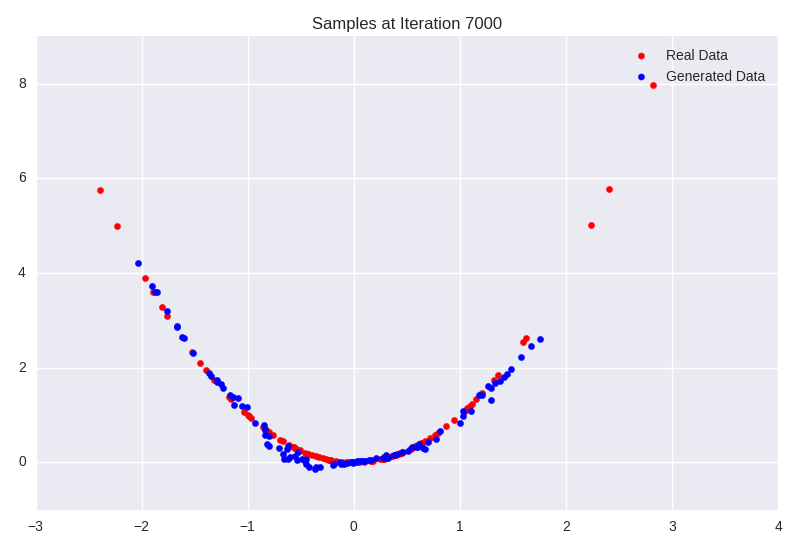 Samples at Iteration 7000
Real Data
Generated Data
8
6
4
2
0
−3 −2 −1 0 1 2 3 4